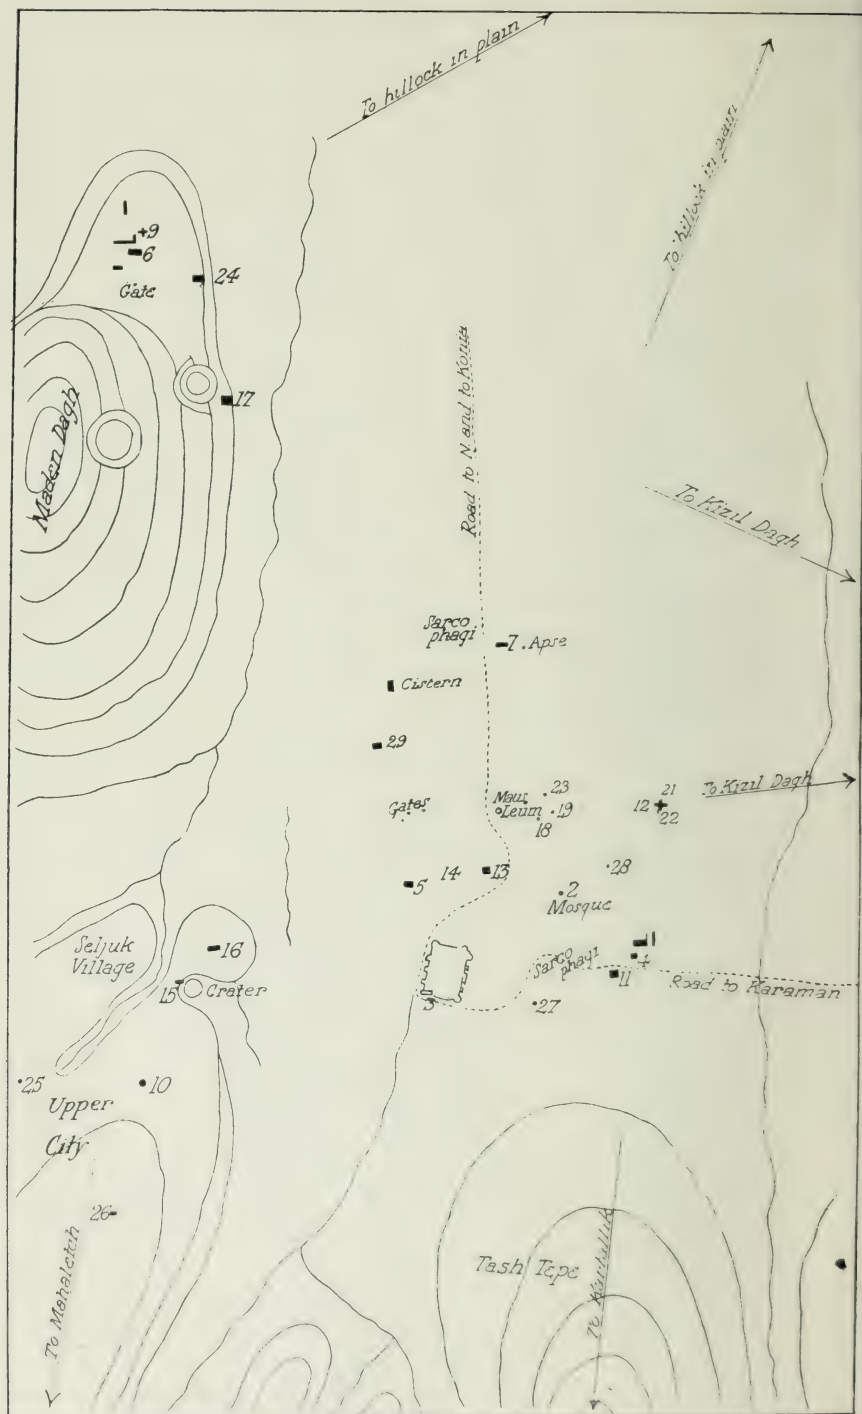 To hillock in plain
To hillock in plain
+9
6
24
Gate
17
Maden Dagh
Road to N. and to Konia
To Kizil Dagh
Sarco
phagi
7. Apse
Cistern
29
23
21
To Kizil Dagh
Gates
Maus
Leum
19
12
22
18
14
13
28
5
2
Mosque
Seljuk
Village
16
4
Sarco
phagi
15
Crater
11
Road to Karaman
3
27
25
10
Upper
City
26
Tash Tepe
To Mahaletch
To